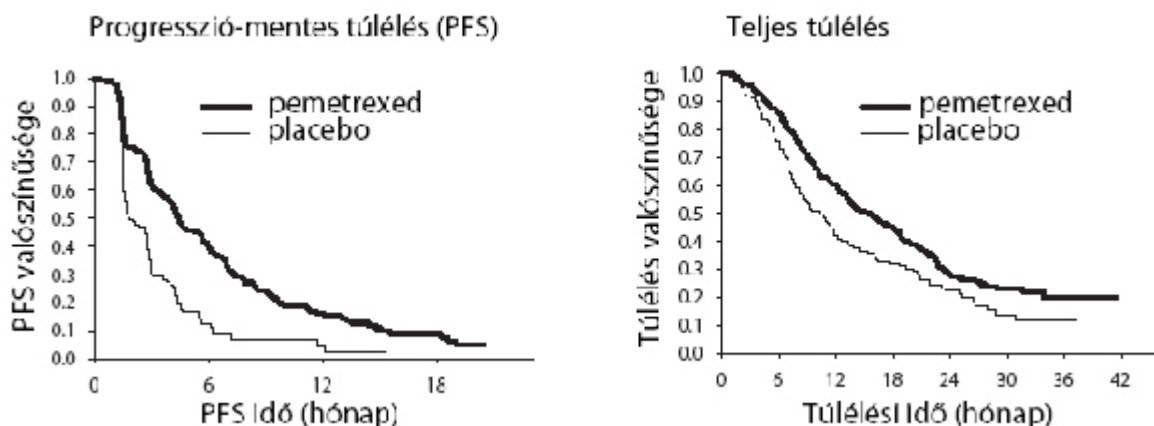 Progresszió-mentes túlélés (PFS)
PFS valószínűsége
1.0
0.9
0.8
0.7
0.6
0.5
0.4
0.3
0.2
0.1
0.0
pemetrexed
placebo
0 6 12 18
PFS Idő (hónap)
Teljes túlélés
Túlélés valószínűsége
1.0
0.9
0.8
0.7
0.6
0.5
0.4
0.3
0.2
0.1
0.0
pemetrexed
placebo
0 6 12 18 24 30 36 42
Túlélési Idő (hónap)